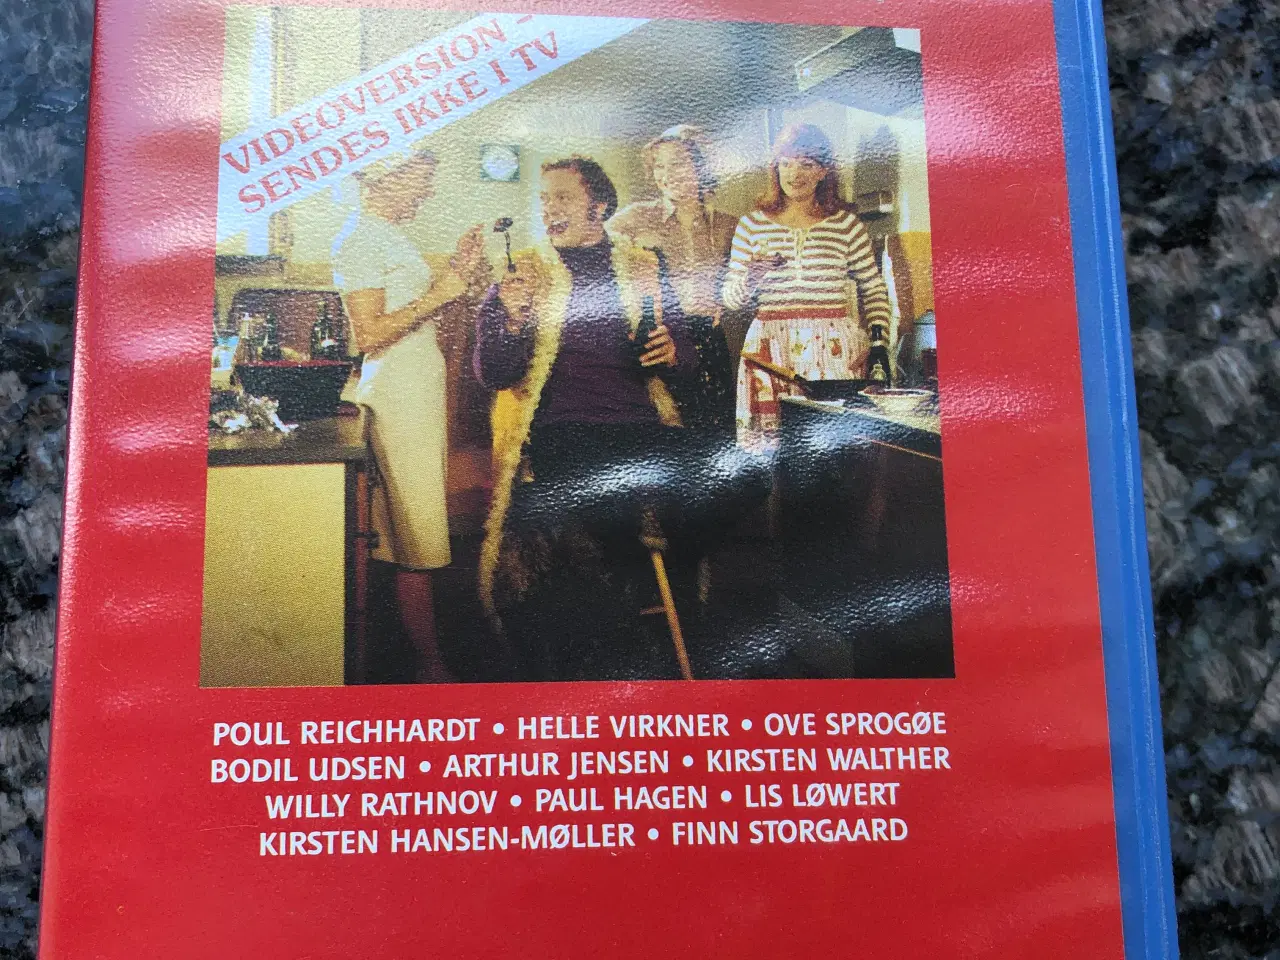 VIDEOVERSION –
SENDES IKKE I TV
POUL REICHHARDT • HELLE VIRKNER • OVE SPROGØE
BODIL UDSEN • ARTHUR JENSEN • KIRSTEN WALTHER
WILLY RATHNOV • PAUL HAGEN • LIS LØWERT
KIRSTEN HANSEN-MØLLER • FINN STORGAARD